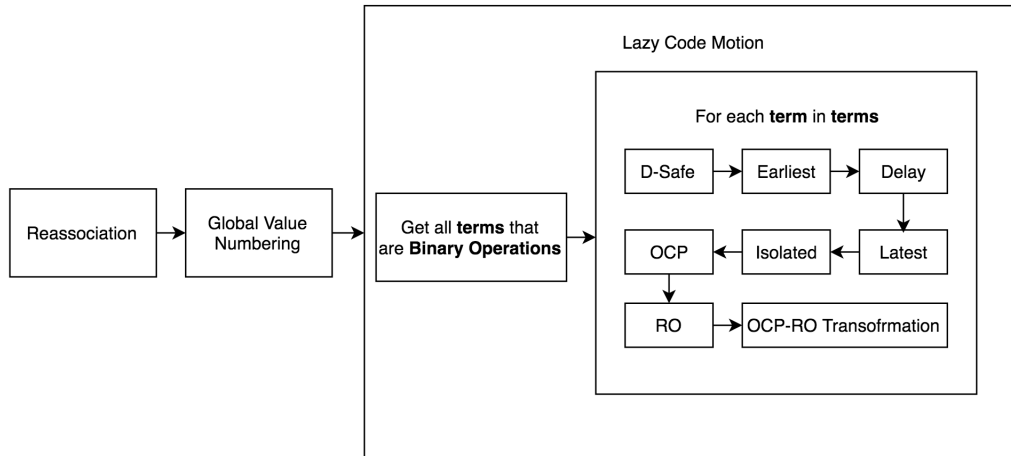 Lazy Code Motion
For each term in terms
D-Safe
Earliest
Delay
Reassociation
Global Value
Numbering
Get all terms that
are Binary Operations
OCP
Isolated
Latest
RO
OCP-RO Transofrmation